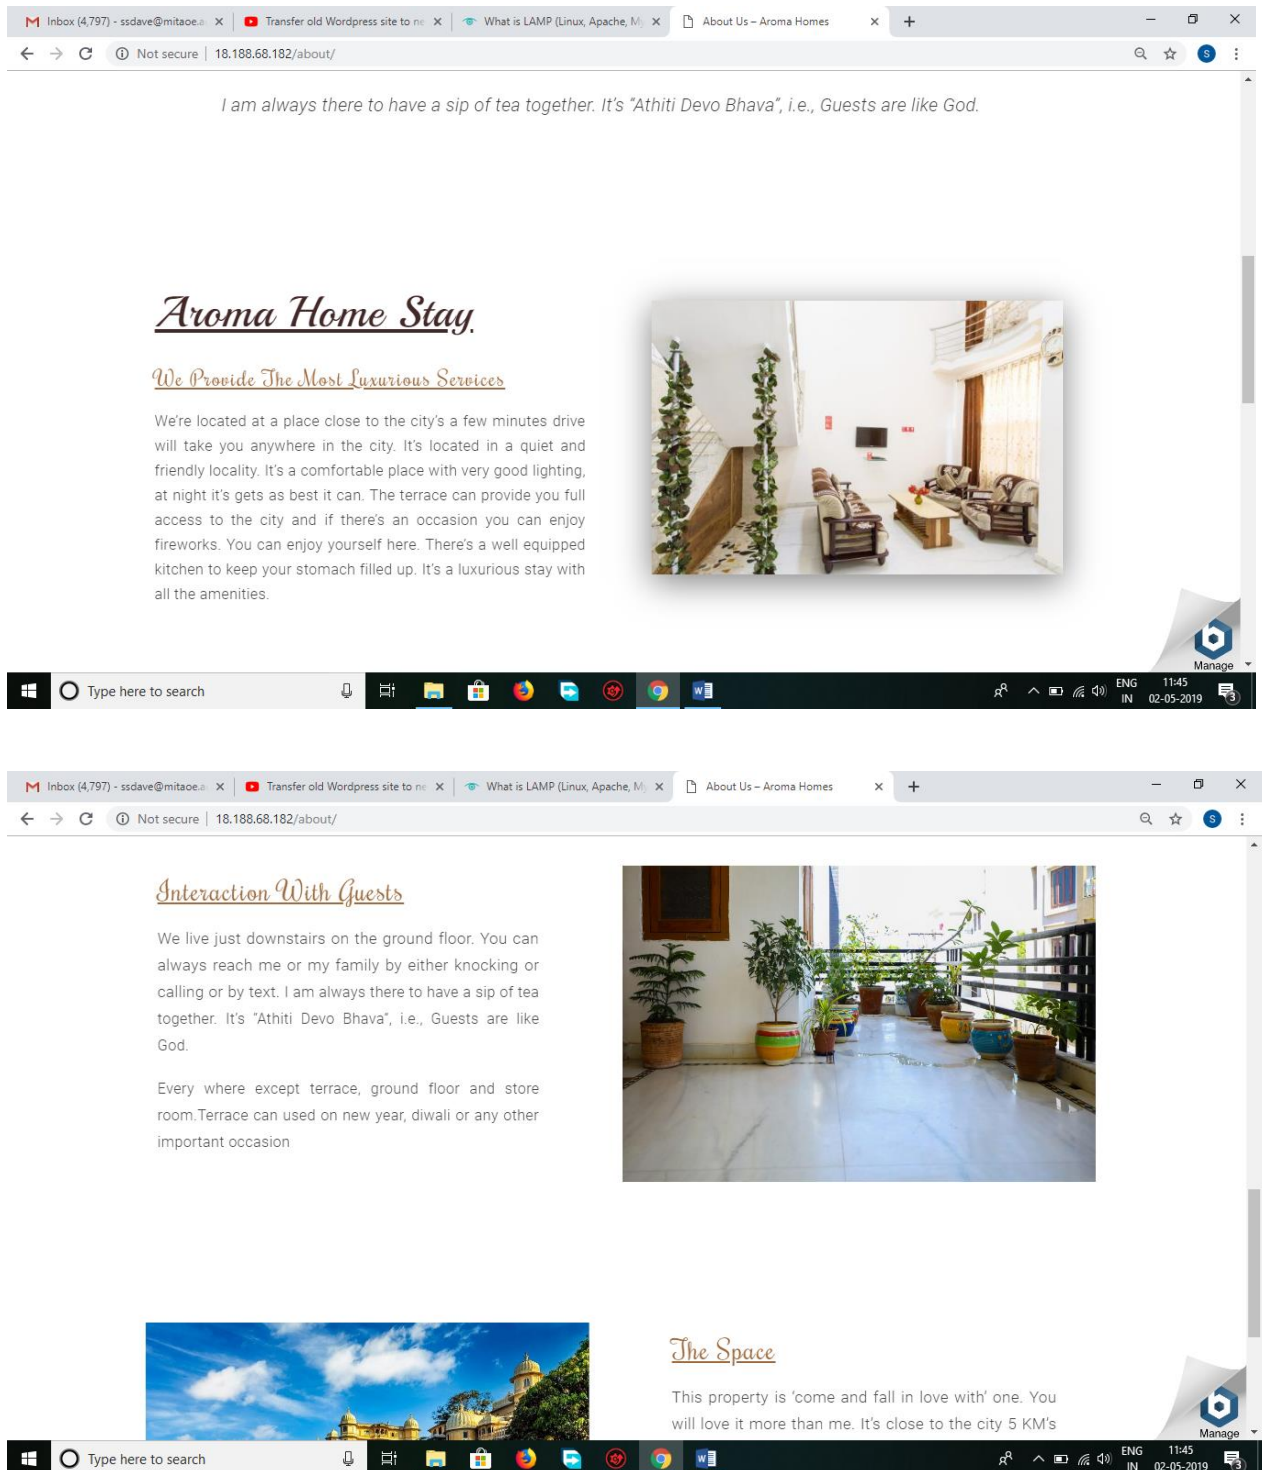 Inbox (4,797) - ssdave@mitaoe.a
Transfer old Wordpress site to ne
What is LAMP (Linux, Apache, My
About Us – Aroma Homes
Not secure | 18.188.68.182/about/
I am always there to have a sip of tea together. It's “Athiti Devo Bhava”, i.e., Guests are like God.
Aroma Home Stay
We Provide The Most Luxurious Services
We're located at a place close to the city's a few minutes drive
will take you anywhere in the city. It's located in a quiet and
friendly locality. It's a comfortable place with very good lighting,
at night it's gets as best it can. The terrace can provide you full
access to the city and if there's an occasion you can enjoy
fireworks. You can enjoy yourself here. There's a well equipped
kitchen to keep your stomach filled up. It's a luxurious stay with
all the amenities.
Manage
Type here to search
ENG
IN
11:45
02-05-2019
3
Inbox (4,797) - ssdave@mitaoe.a
Transfer old Wordpress site to ne
What is LAMP (Linux, Apache, My
About Us – Aroma Homes
Not secure | 18.188.68.182/about/
Interaction With Guests
We live just downstairs on the ground floor. You can
always reach me or my family by either knocking or
calling or by text. I am always there to have a sip of tea
together. It's “Athiti Devo Bhava”, i.e., Guests are like
God.
Every where except terrace, ground floor and store
room.Terrace can used on new year, diwali or any other
important occasion
The Space
This property is ‘come and fall in love with’ one. You
will love it more than me. It's close to the city 5 KM's
Manage
Type here to search
ENG
IN
11:45
02-05-2019
3